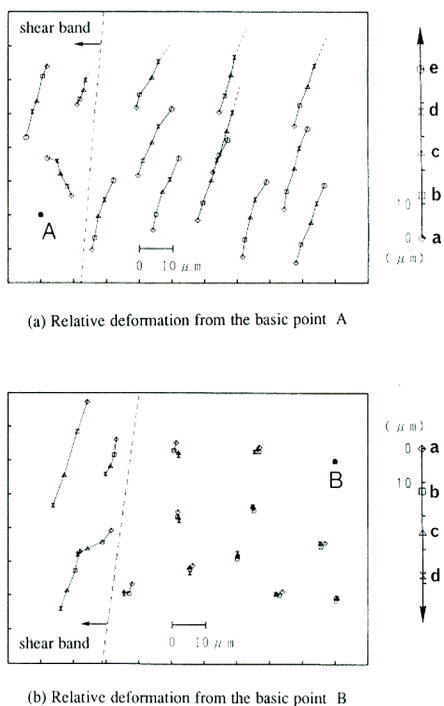 shear band
A
0 10 μm
e
d
c
b
10
a
0
(μm)
(a) Relative deformation from the basic point A
(μm)
0
a
10
b
c
d
B
shear band
0 10 μm
(b) Relative deformation from the basic point B